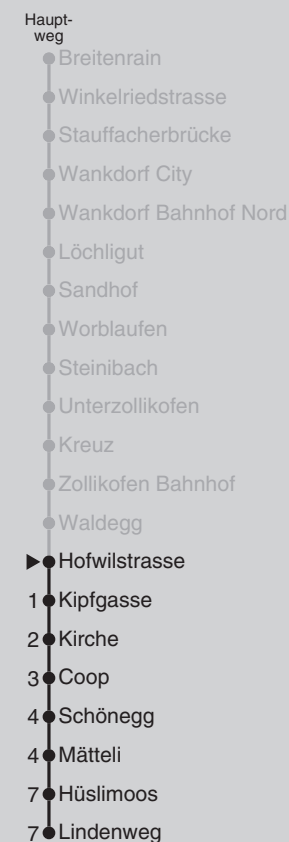 Haupt-
weg
Breitenrain
Winkelriedstrasse
Stauffacherbrücke
Wankdorf City
Wankdorf Bahnhof Nord
Löchligut
Sandhof
Worblaufen
Steinibach
Unterzollikofen
Kreuz
Zollikofen Bahnhof
Waldegg
Hofwilstrasse
1 Kipfgasse
2 Kirche
3 Coop
4 Schönegg
4 Mätteli
7 Hüslimoos
7 Lindenweg